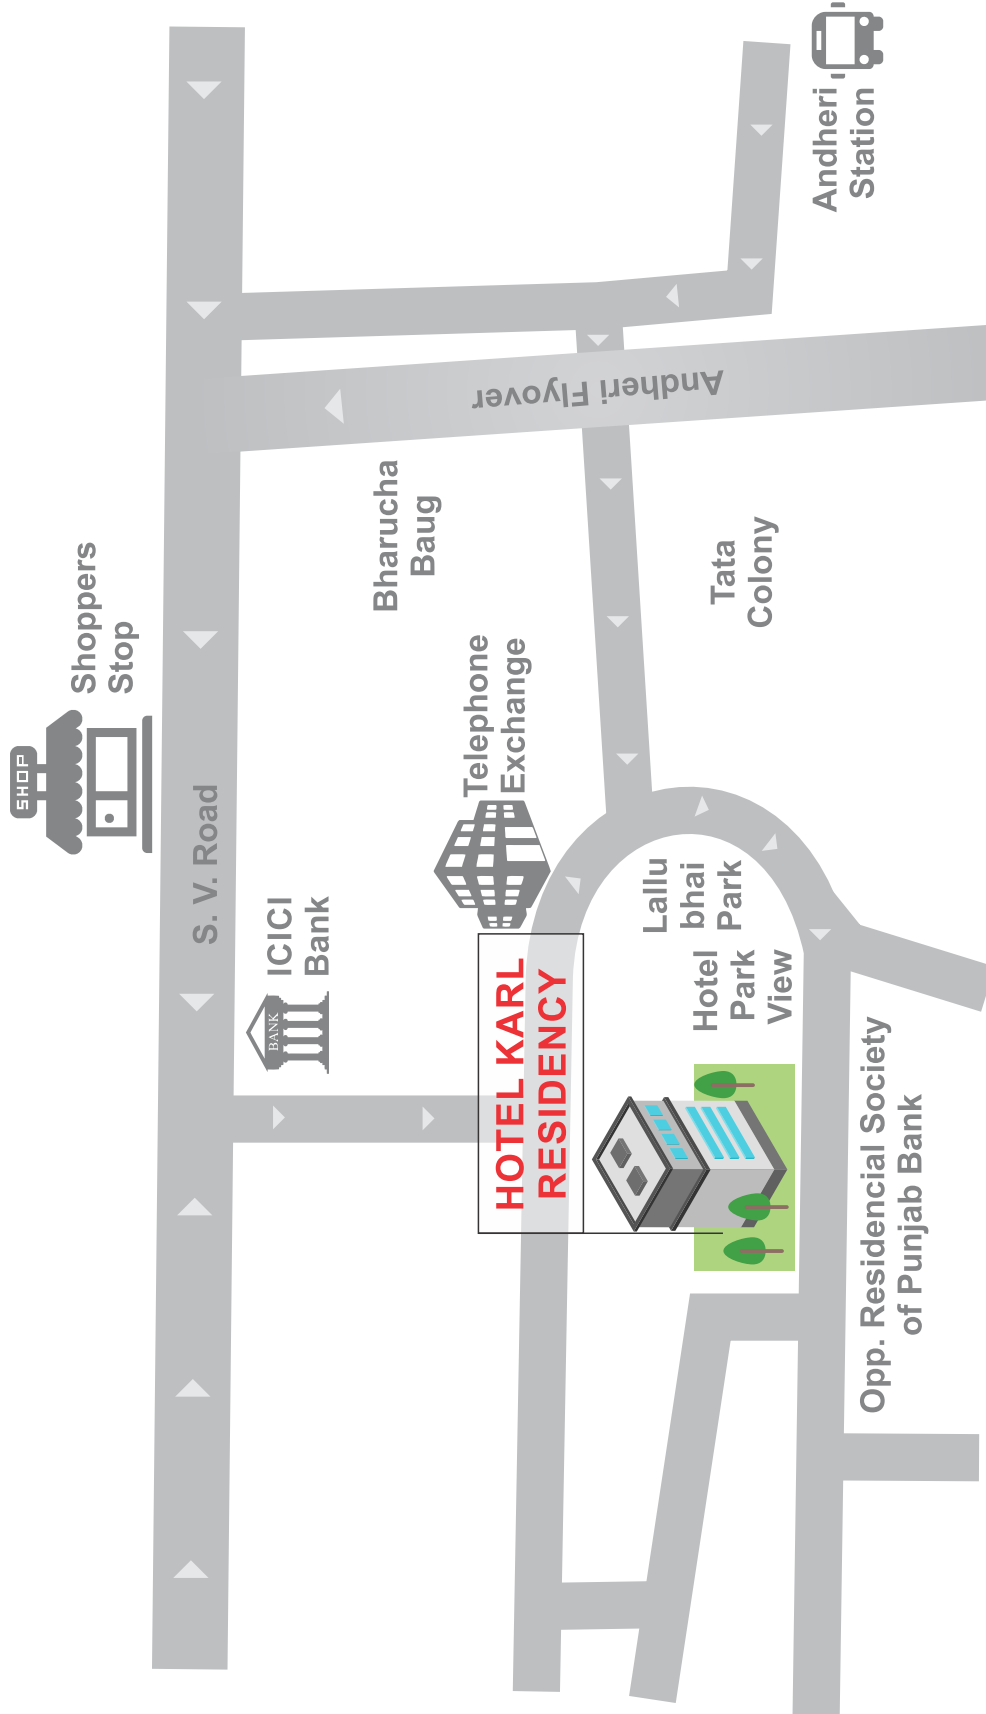 SHOP
Shoppers
Stop
S. V. Road
ICICI
Bank
BANK
Telephone
Exchange
Bharucha
Baug
Andheri Flyover
Andheri
Station
Tata
Colony
Lallu
bhai
Park
HOTEL KARL
RESIDENCY
Hotel
Park
View
Opp. Residencial Society
of Punjab Bank